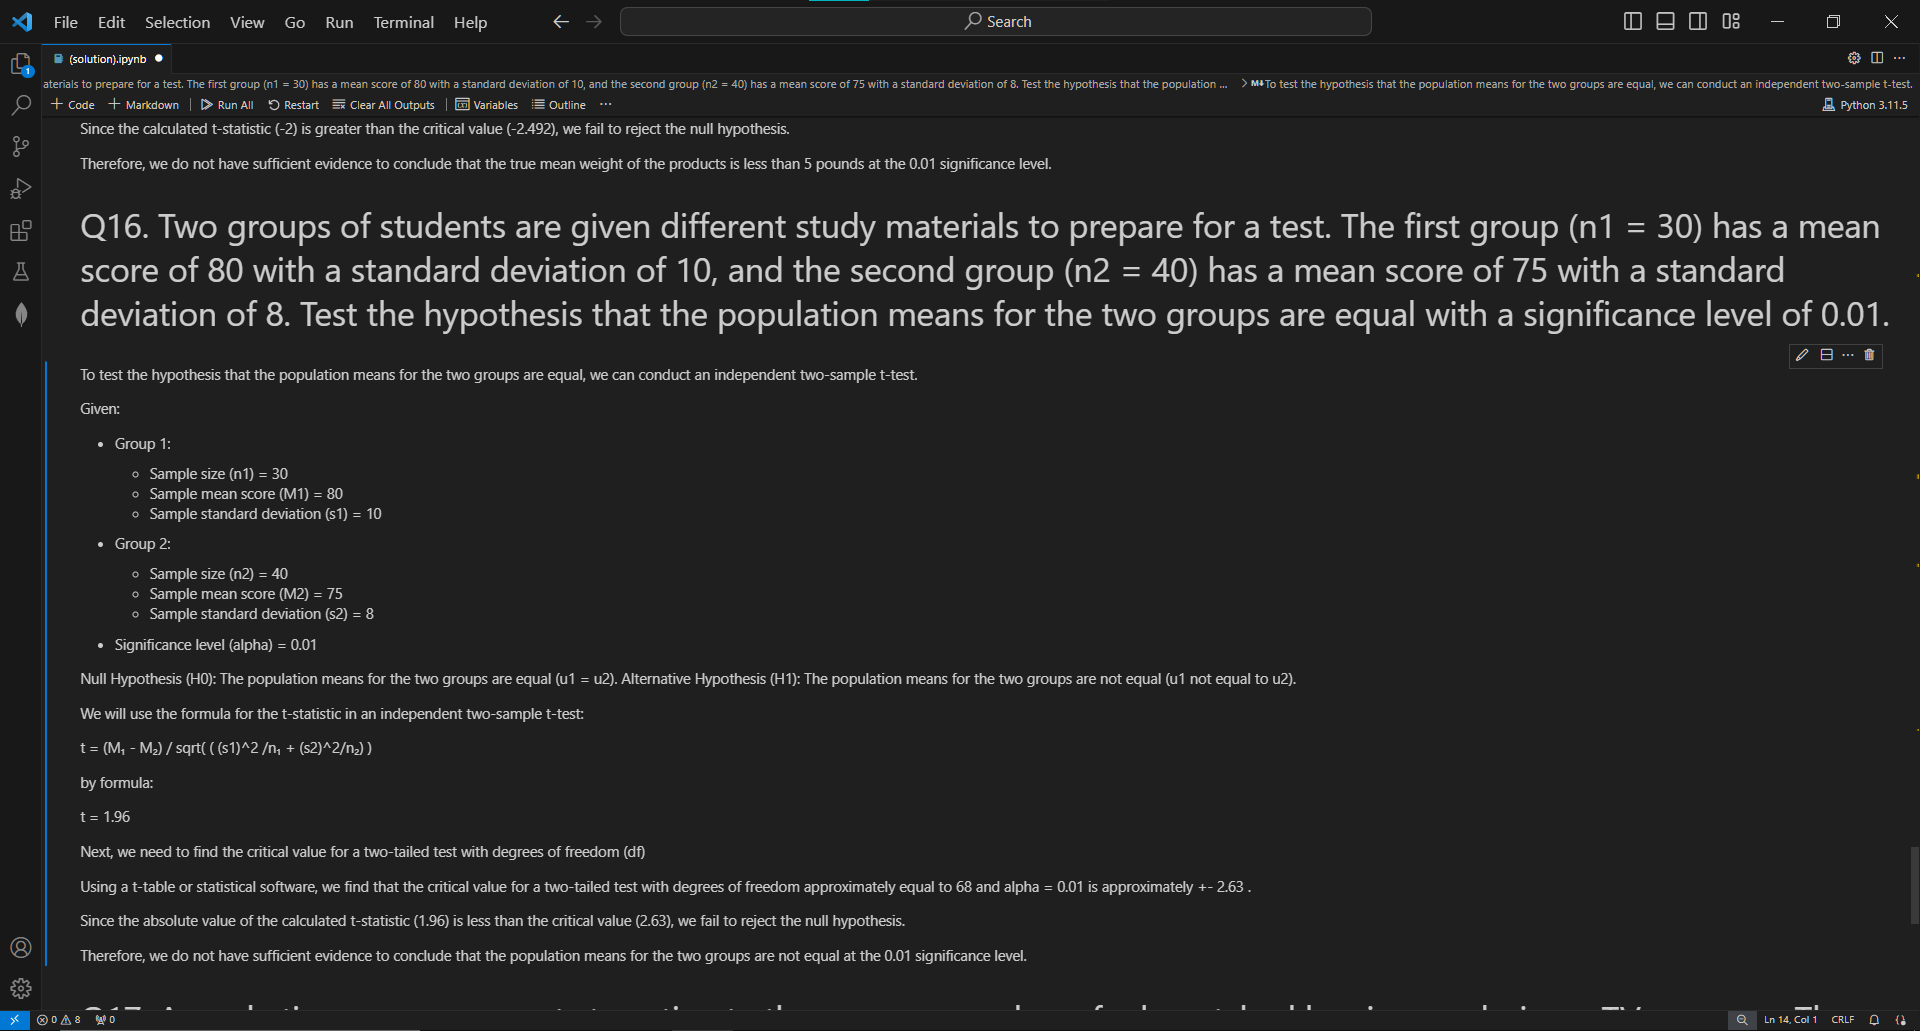 File Edit Selection View Go Run Terminal Help
Search
(solution).ipynb
aterials to prepare for a test. The first group (n1 = 30) has a mean score of 80 with a standard deviation of 10, and the second group (n2 = 40) has a mean score of 75 with a standard deviation of 8. Test the hypothesis that the population ... > M↓To test the hypothesis that the population means for the two groups are equal, we can conduct an independent two-sample t-test.
+ Code + Markdown | Run All Restart Clear All Outputs | Variables Outline ... Python 3.11.5
Since the calculated t-statistic (-2) is greater than the critical value (-2.492), we fail to reject the null hypothesis.
Therefore, we do not have sufficient evidence to conclude that the true mean weight of the products is less than 5 pounds at the 0.01 significance level.
Q16. Two groups of students are given different study materials to prepare for a test. The first group (n1 = 30) has a mean
score of 80 with a standard deviation of 10, and the second group (n2 = 40) has a mean score of 75 with a standard
deviation of 8. Test the hypothesis that the population means for the two groups are equal with a significance level of 0.01.
To test the hypothesis that the population means for the two groups are equal, we can conduct an independent two-sample t-test.
Given:
• Group 1:
◦ Sample size (n1) = 30
◦ Sample mean score (M1) = 80
◦ Sample standard deviation (s1) = 10
• Group 2:
◦ Sample size (n2) = 40
◦ Sample mean score (M2) = 75
◦ Sample standard deviation (s2) = 8
• Significance level (alpha) = 0.01
Null Hypothesis (H0): The population means for the two groups are equal (u1 = u2). Alternative Hypothesis (H1): The population means for the two groups are not equal (u1 not equal to u2).
We will use the formula for the t-statistic in an independent two-sample t-test:
t = (M₁ - M₂) / sqrt( ( (s1)^2 /n₁ + (s2)^2/n₂) )
by formula:
t = 1.96
Next, we need to find the critical value for a two-tailed test with degrees of freedom (df)
Using a t-table or statistical software, we find that the critical value for a two-tailed test with degrees of freedom approximately equal to 68 and alpha = 0.01 is approximately +- 2.63 .
Since the absolute value of the calculated t-statistic (1.96) is less than the critical value (2.63), we fail to reject the null hypothesis.
Therefore, we do not have sufficient evidence to conclude that the population means for the two groups are not equal at the 0.01 significance level.
0 8 0 Ln 14, Col 1 CRLF